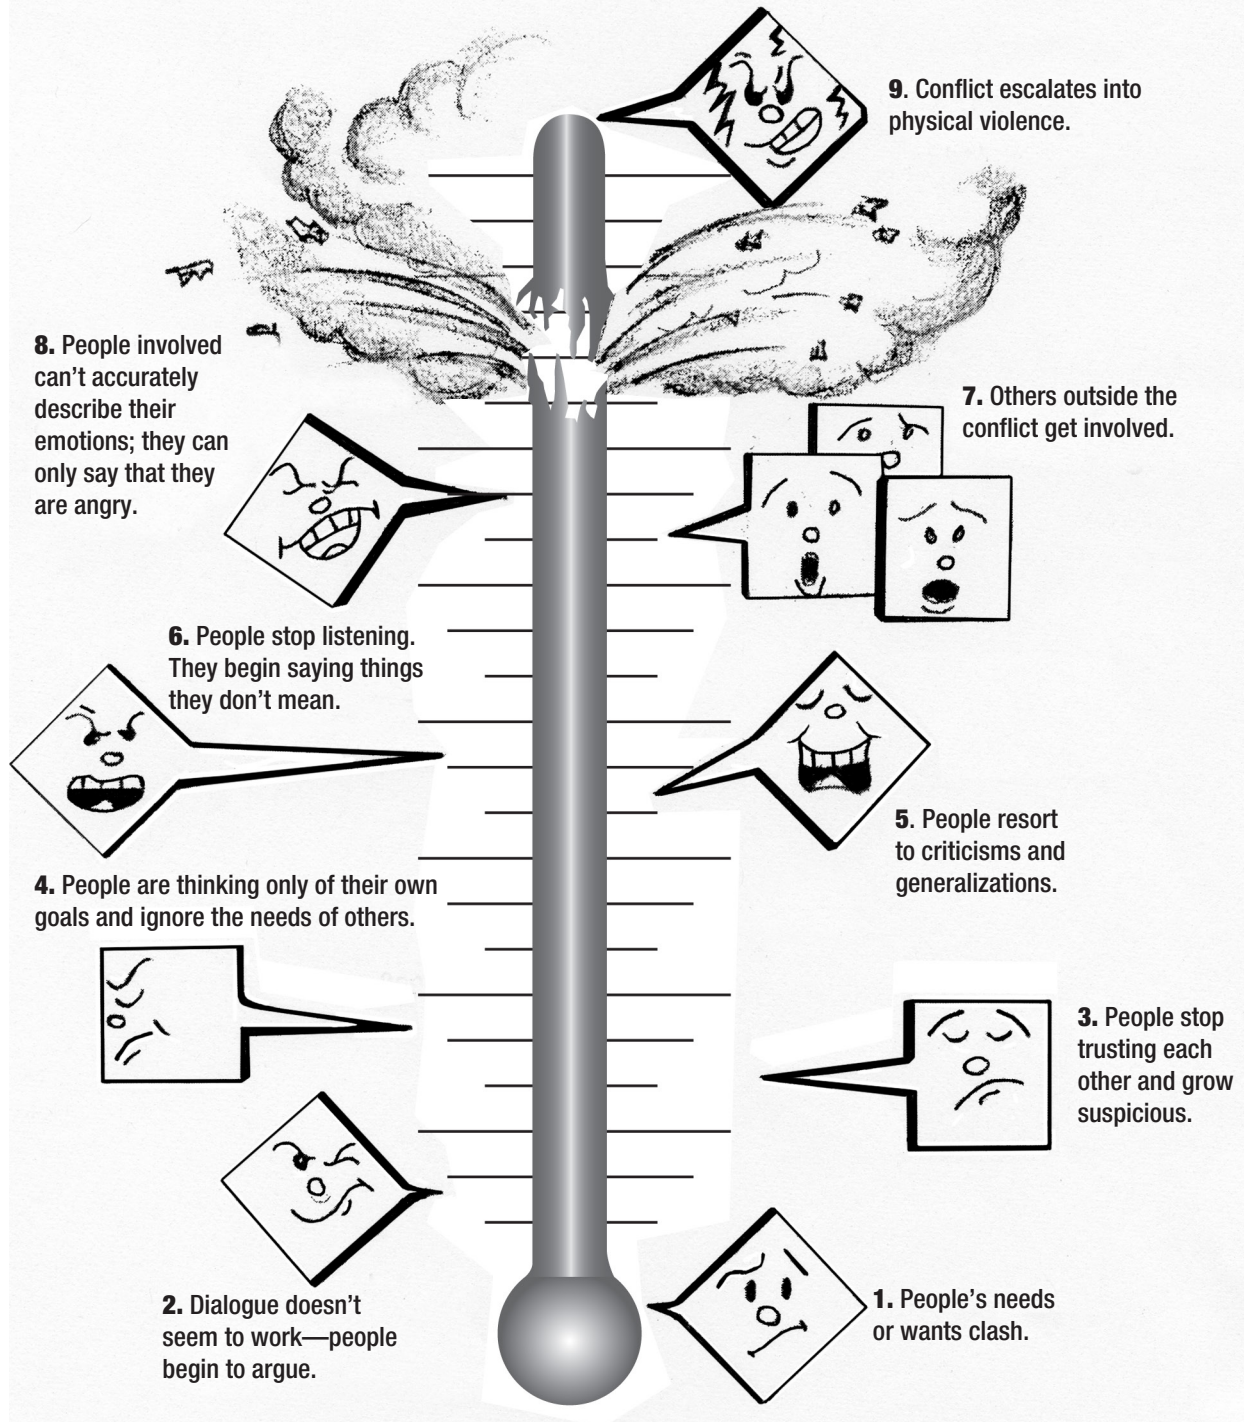 9. Conflict escalates into
physical violence.
8. People involved
can't accurately
describe their
emotions; they can
only say that they
are angry.
7. Others outside the
conflict get involved.
6. People stop listening.
They begin saying things
they don't mean.
5. People resort
to criticisms and
generalizations.
4. People are thinking only of their own
goals and ignore the needs of others.
3. People stop
trusting each
other and grow
suspicious.
2. Dialogue doesn't
seem to work—people
begin to argue.
1. People's needs
or wants clash.